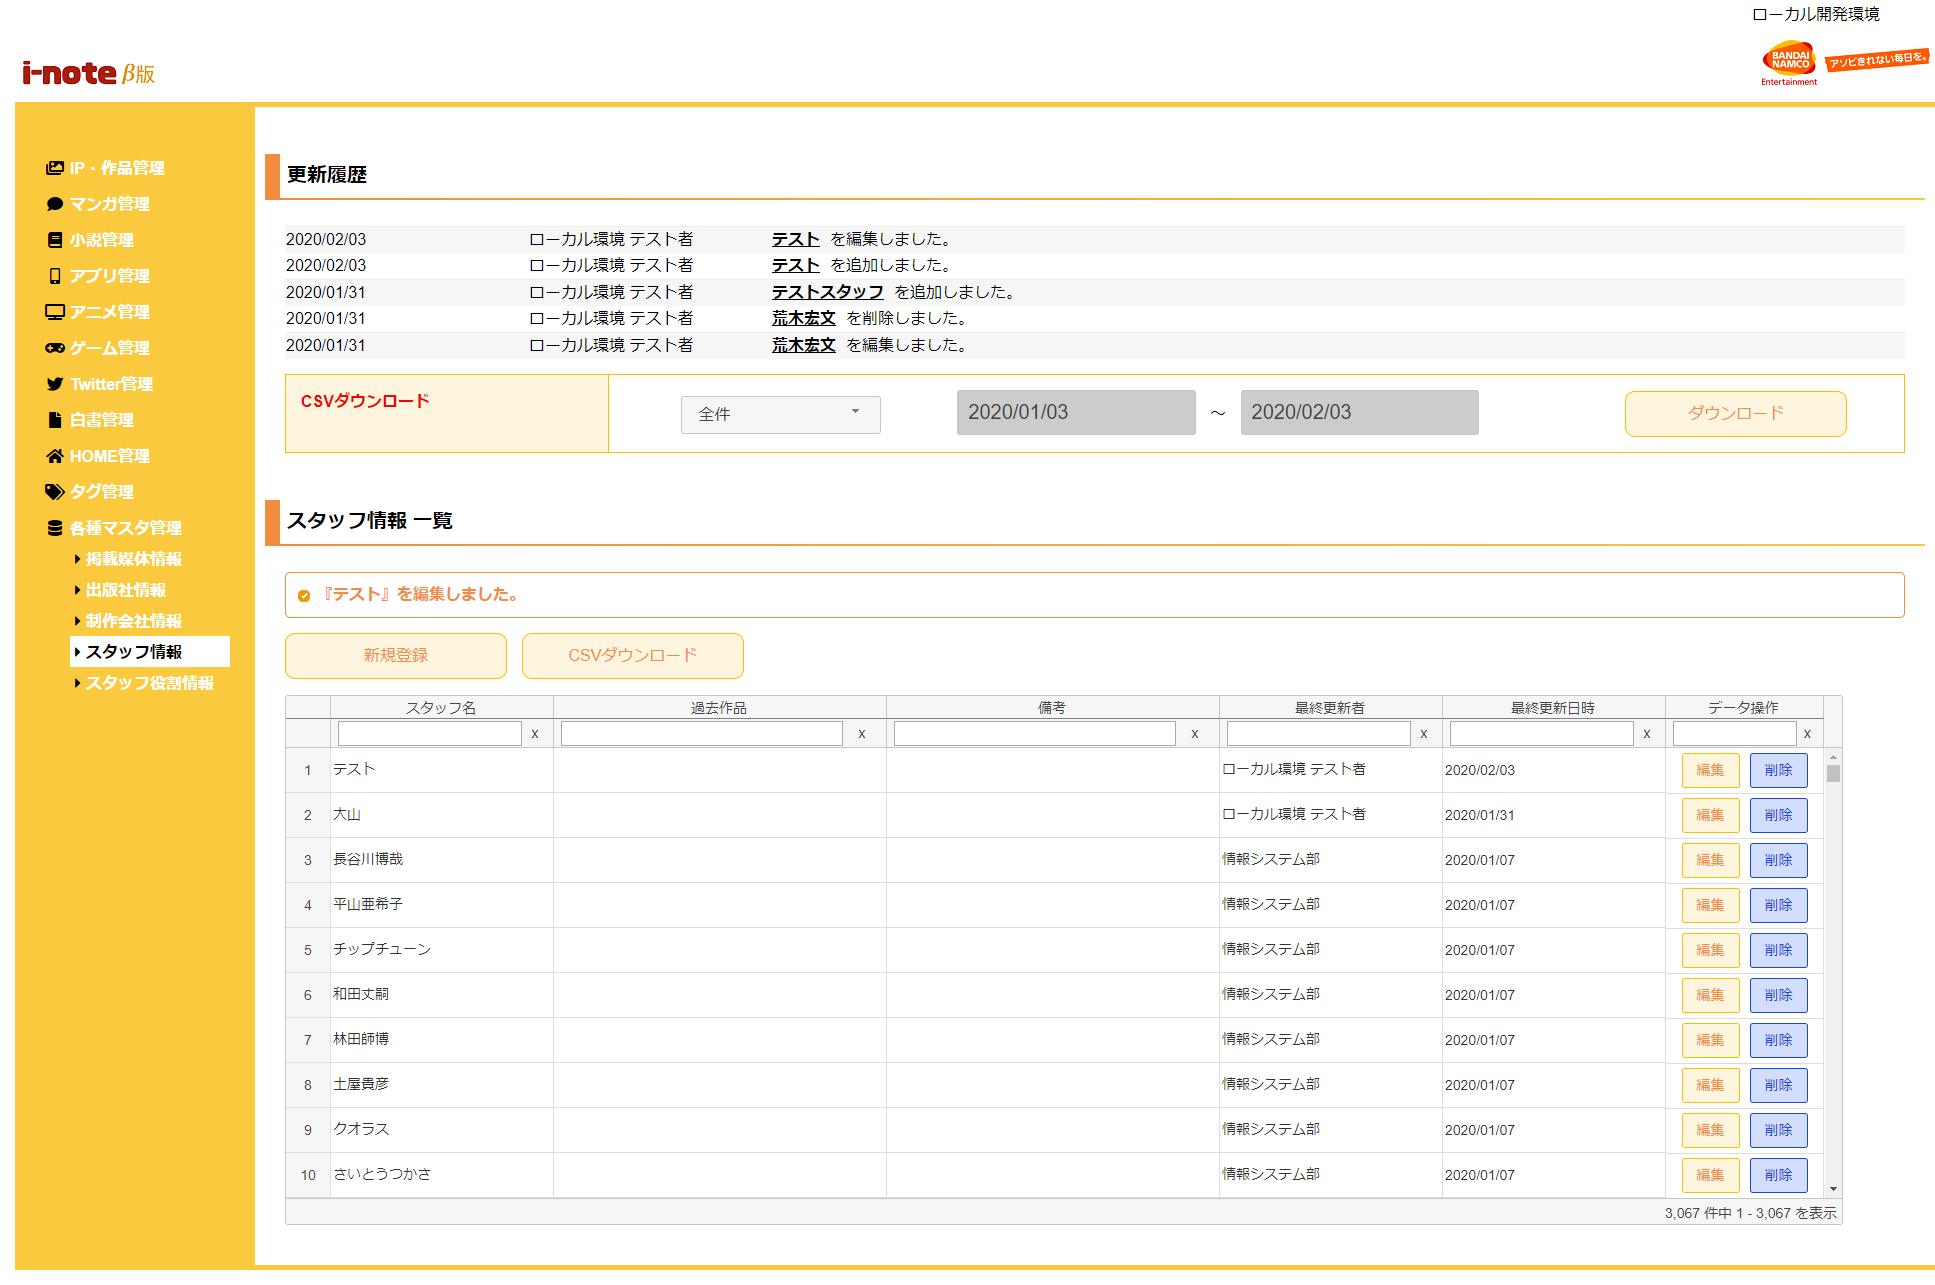 ローカル開発環境
i-note β版
BANDAI
NAMCO
Entertainment
アソビきれない毎日を。
IP・作品管理
マンガ管理
小説管理
アプリ管理
アニメ管理
ゲーム管理
Twitter管理
白書管理
HOME管理
タグ管理
各種マスタ管理
掲載媒体情報
出版社情報
制作会社情報
スタッフ情報
スタッフ役割情報
更新履歴
2020/02/03 ローカル環境 テスト者 テスト を編集しました。
2020/02/03 ローカル環境 テスト者 テスト を追加しました。
2020/01/31 ローカル環境 テスト者 テストスタッフ を追加しました。
2020/01/31 ローカル環境 テスト者 荒木宏文 を削除しました。
2020/01/31 ローカル環境 テスト者 荒木宏文 を編集しました。
CSVダウンロード 全件 2020/01/03 ～ 2020/02/03 ダウンロード
スタッフ情報 一覧
『テスト』を編集しました。
新規登録 CSVダウンロード
スタッフ名 過去作品 備考 最終更新者 最終更新日時 データ操作
x x x x x x
1 テスト ローカル環境 テスト者 2020/02/03 編集 削除
2 大山 ローカル環境 テスト者 2020/01/31 編集 削除
3 長谷川博哉 情報システム部 2020/01/07 編集 削除
4 平山亜希子 情報システム部 2020/01/07 編集 削除
5 チップチューン 情報システム部 2020/01/07 編集 削除
6 和田丈嗣 情報システム部 2020/01/07 編集 削除
7 林田師博 情報システム部 2020/01/07 編集 削除
8 土屋貴彦 情報システム部 2020/01/07 編集 削除
9 クオラス 情報システム部 2020/01/07 編集 削除
10 さいとうつかさ 情報システム部 2020/01/07 編集 削除
3,067 件中 1 - 3,067 を表示